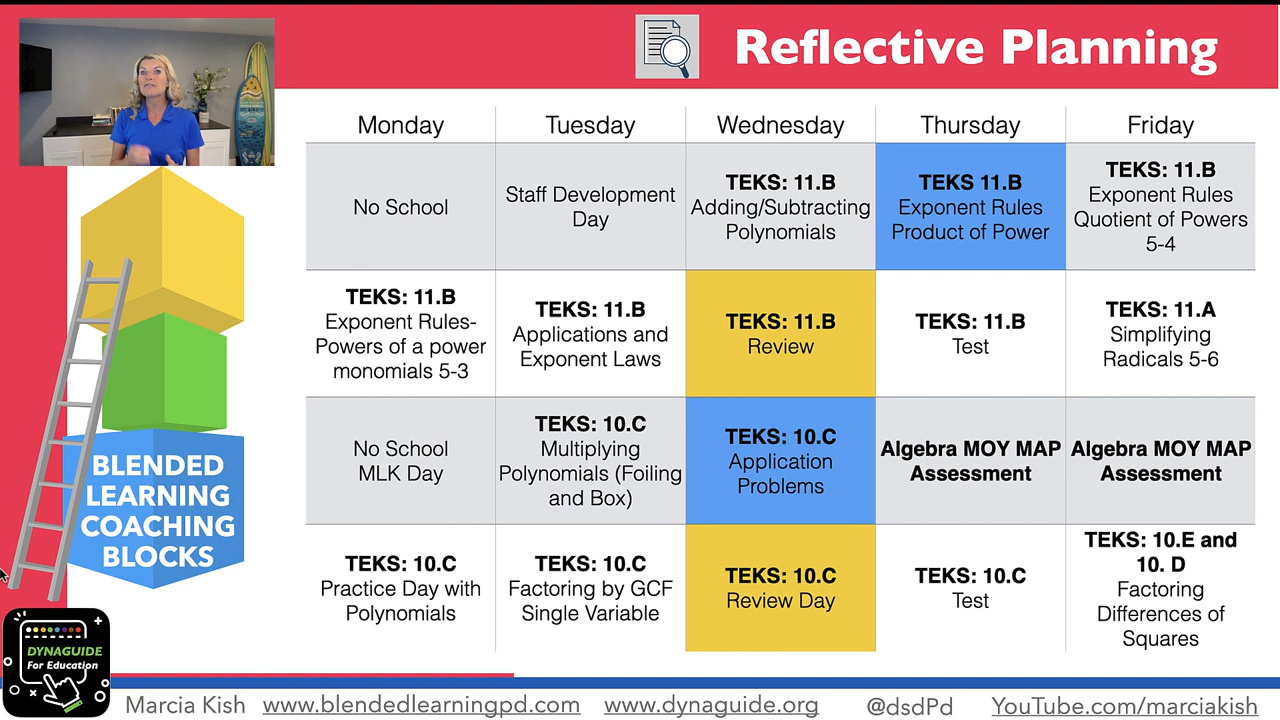 Reflective Planning
Monday
Tuesday
Wednesday
Thursday
Friday
No School
Staff Development
Day
TEKS: 11.B
Adding/Subtracting
Polynomials
TEKS 11.B
Exponent Rules
Product of Power
TEKS: 11.B
Exponent Rules
Quotient of Powers
5-4
TEKS: 11.B
Exponent Rules-
Powers of a power
monomials 5-3
TEKS: 11.B
Applications and
Exponent Laws
TEKS: 11.B
Review
TEKS: 11.B
Test
TEKS: 11.A
Simplifying
Radicals 5-6
No School
MLK Day
TEKS: 10.C
Multiplying
Polynomials (Foiling
and Box)
TEKS: 10.C
Application
Problems
Algebra MOY MAP
Assessment
Algebra MOY MAP
Assessment
TEKS: 10.C
Practice Day with
Polynomials
TEKS: 10.C
Factoring by GCF
Single Variable
TEKS: 10.C
Review Day
TEKS: 10.C
Test
TEKS: 10.E and
10. D
Factoring
Differences of
Squares
BLENDED
LEARNING
COACHING
BLOCKS
DYNAGUIDE
For Education
Marcia Kish www.blendedlearningpd.com www.dynaguide.org @dsdPd YouTube.com/marciakish